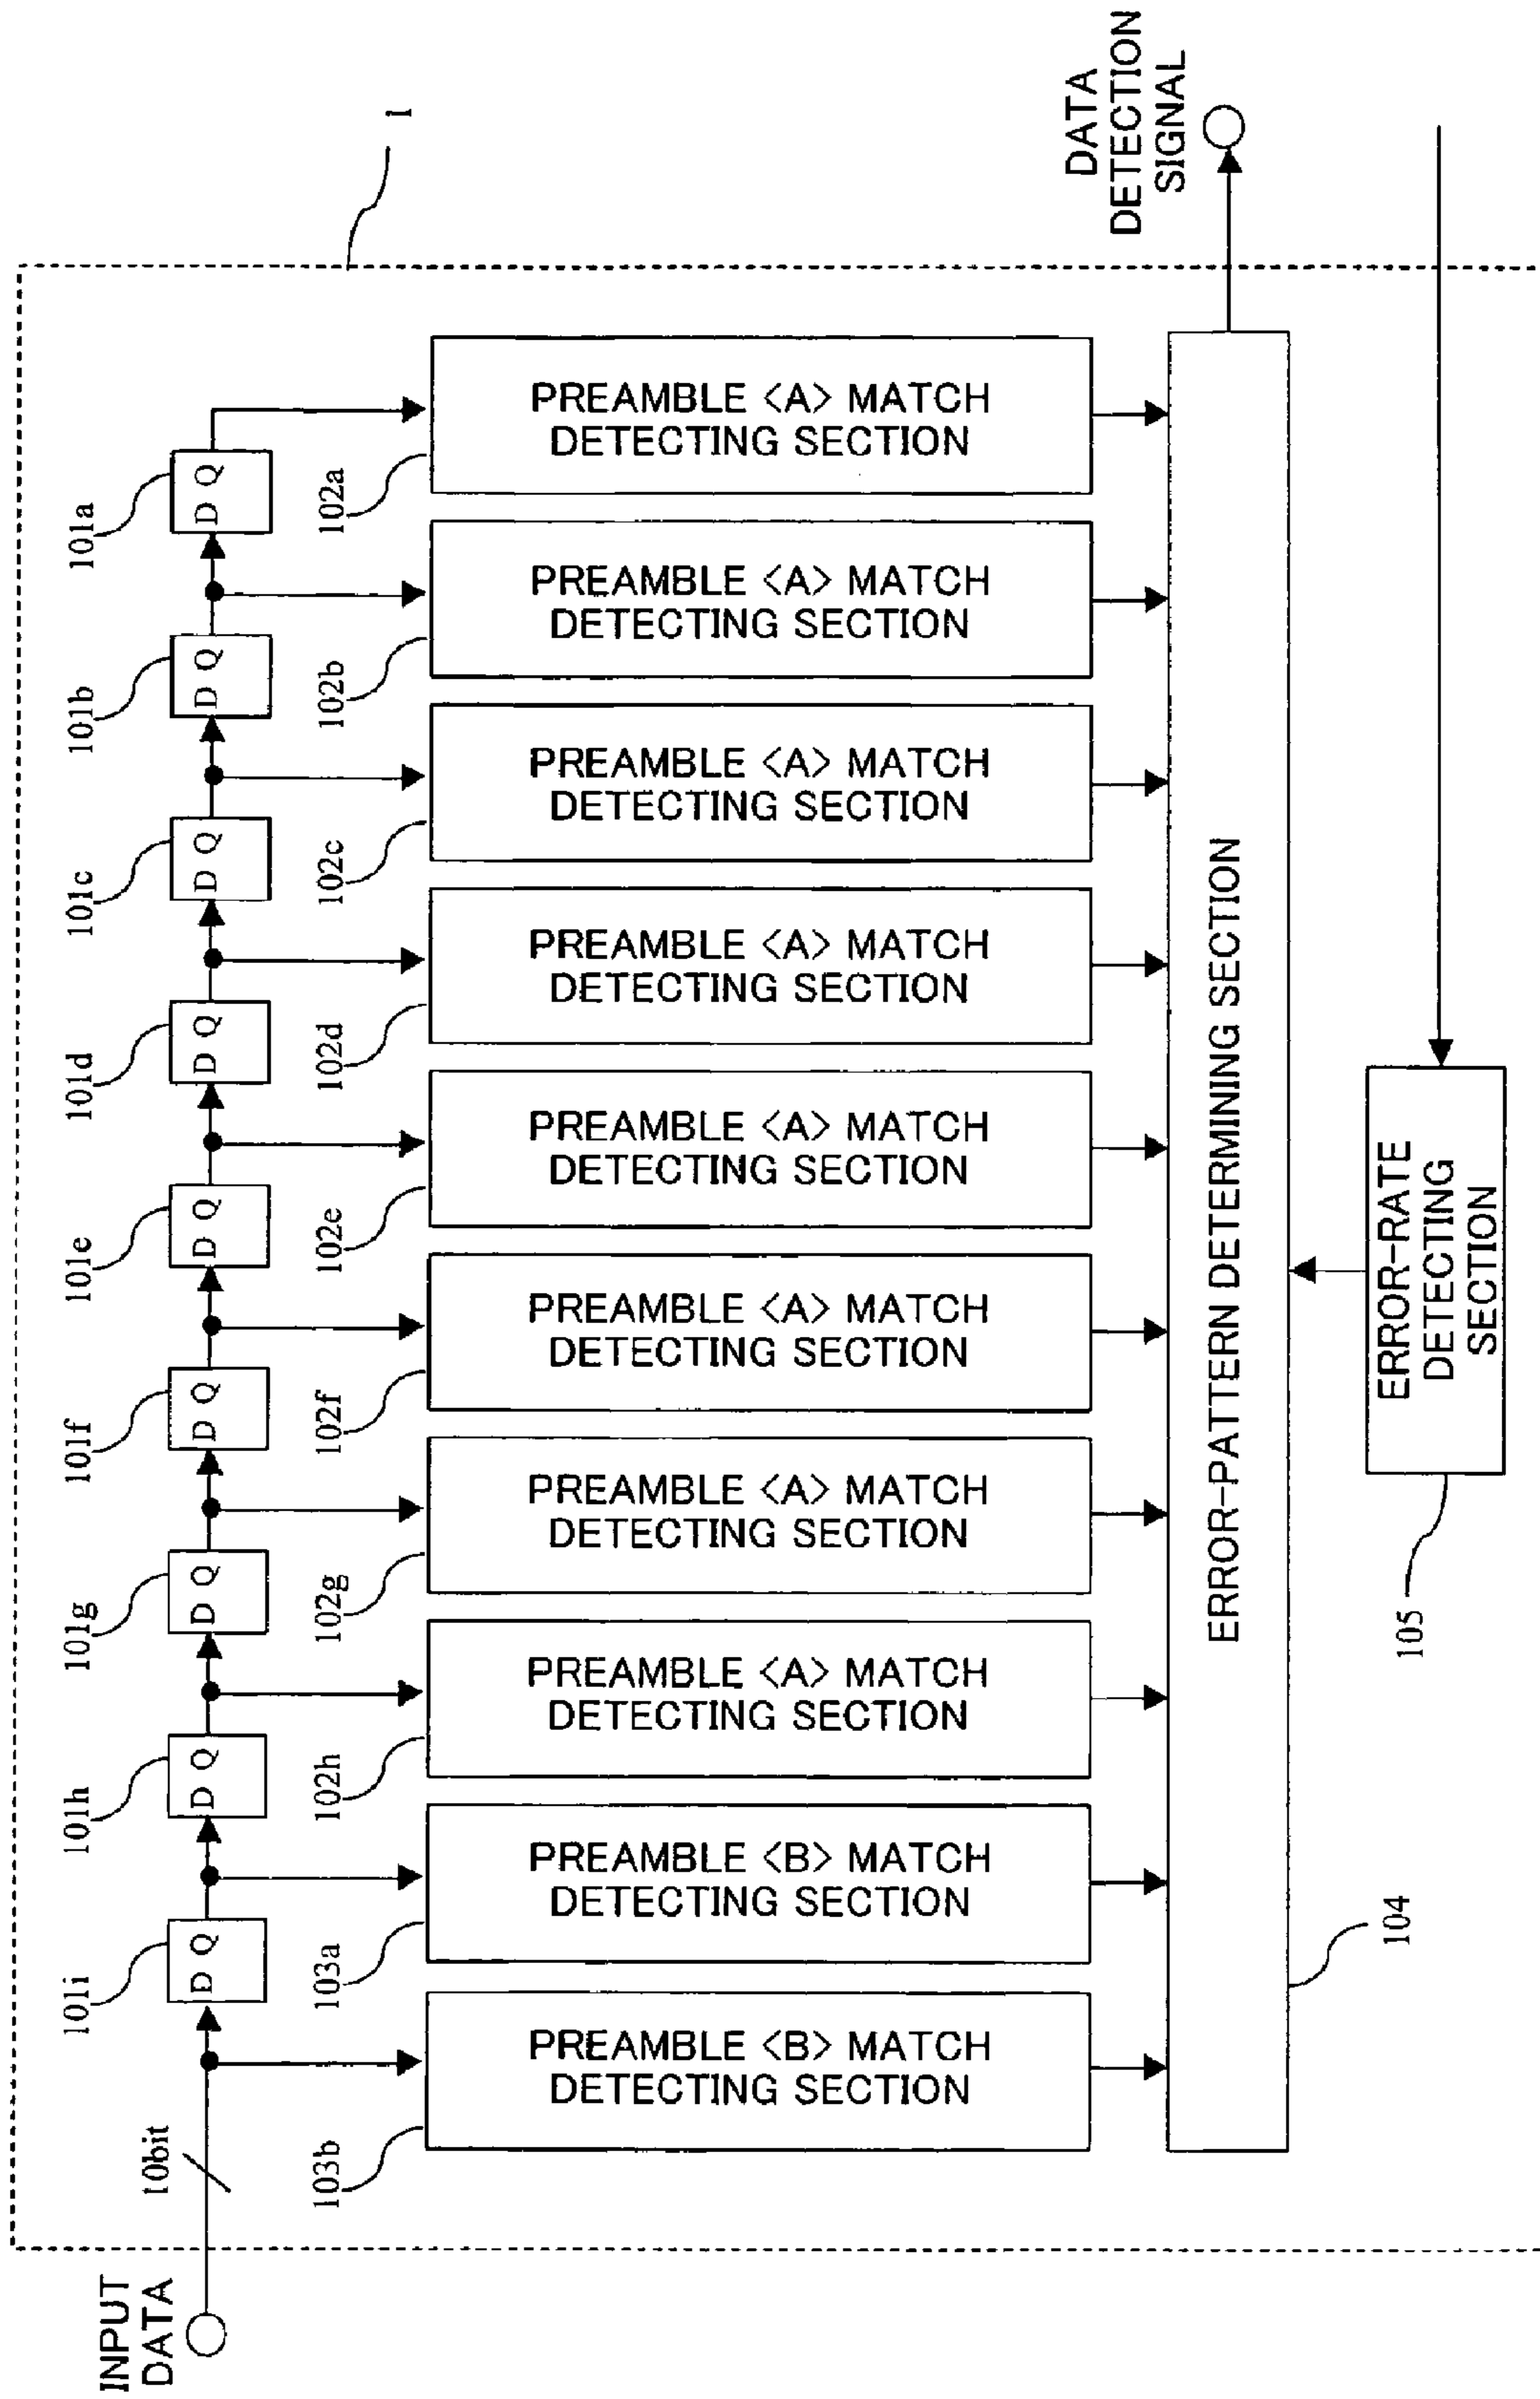 INPUT
DATA
10bit
101i
101h
101g
101f
101e
101d
101c
101b
101a
D Q
D Q
D Q
D Q
D Q
D Q
D Q
D Q
D Q
1
103b
103a
102h
102g
102f
102e
102d
102c
102b
102a
PREAMBLE <B> MATCH
DETECTING SECTION
PREAMBLE <B> MATCH
DETECTING SECTION
PREAMBLE <A> MATCH
DETECTING SECTION
PREAMBLE <A> MATCH
DETECTING SECTION
PREAMBLE <A> MATCH
DETECTING SECTION
PREAMBLE <A> MATCH
DETECTING SECTION
PREAMBLE <A> MATCH
DETECTING SECTION
PREAMBLE <A> MATCH
DETECTING SECTION
PREAMBLE <A> MATCH
DETECTING SECTION
PREAMBLE <A> MATCH
DETECTING SECTION
DATA
DETECTION
SIGNAL
ERROR-PATTERN DETERMINING SECTION
104
105
ERROR-RATE
DETECTING
SECTION